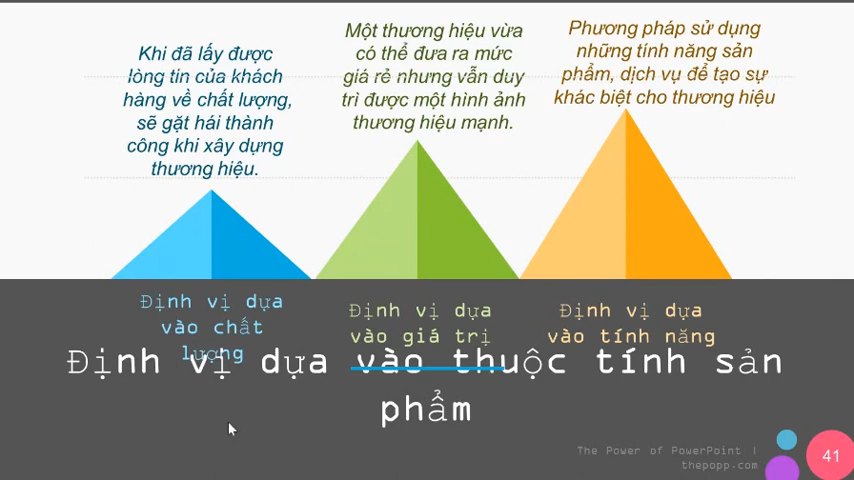 Khi đã lấy được
lòng tin của khách
hàng về chất lượng,
sẽ gặt hái thành
công khi xây dựng
thương hiệu.
Một thương hiệu vừa
có thể đưa ra mức
giá rẻ nhưng vẫn duy
trì được một hình ảnh
thương hiệu mạnh.
Phương pháp sử dụng
những tính năng sản
phẩm, dịch vụ để tạo sự
khác biệt cho thương hiệu
Định vị dựa
vào chất
lượng
Định vị dựa
vào giá trị
Định vị dựa
vào tính năng
Định vị dựa vào thuộc tính sản
phẩm
The Power of PowerPoint |
thepopp.com
41